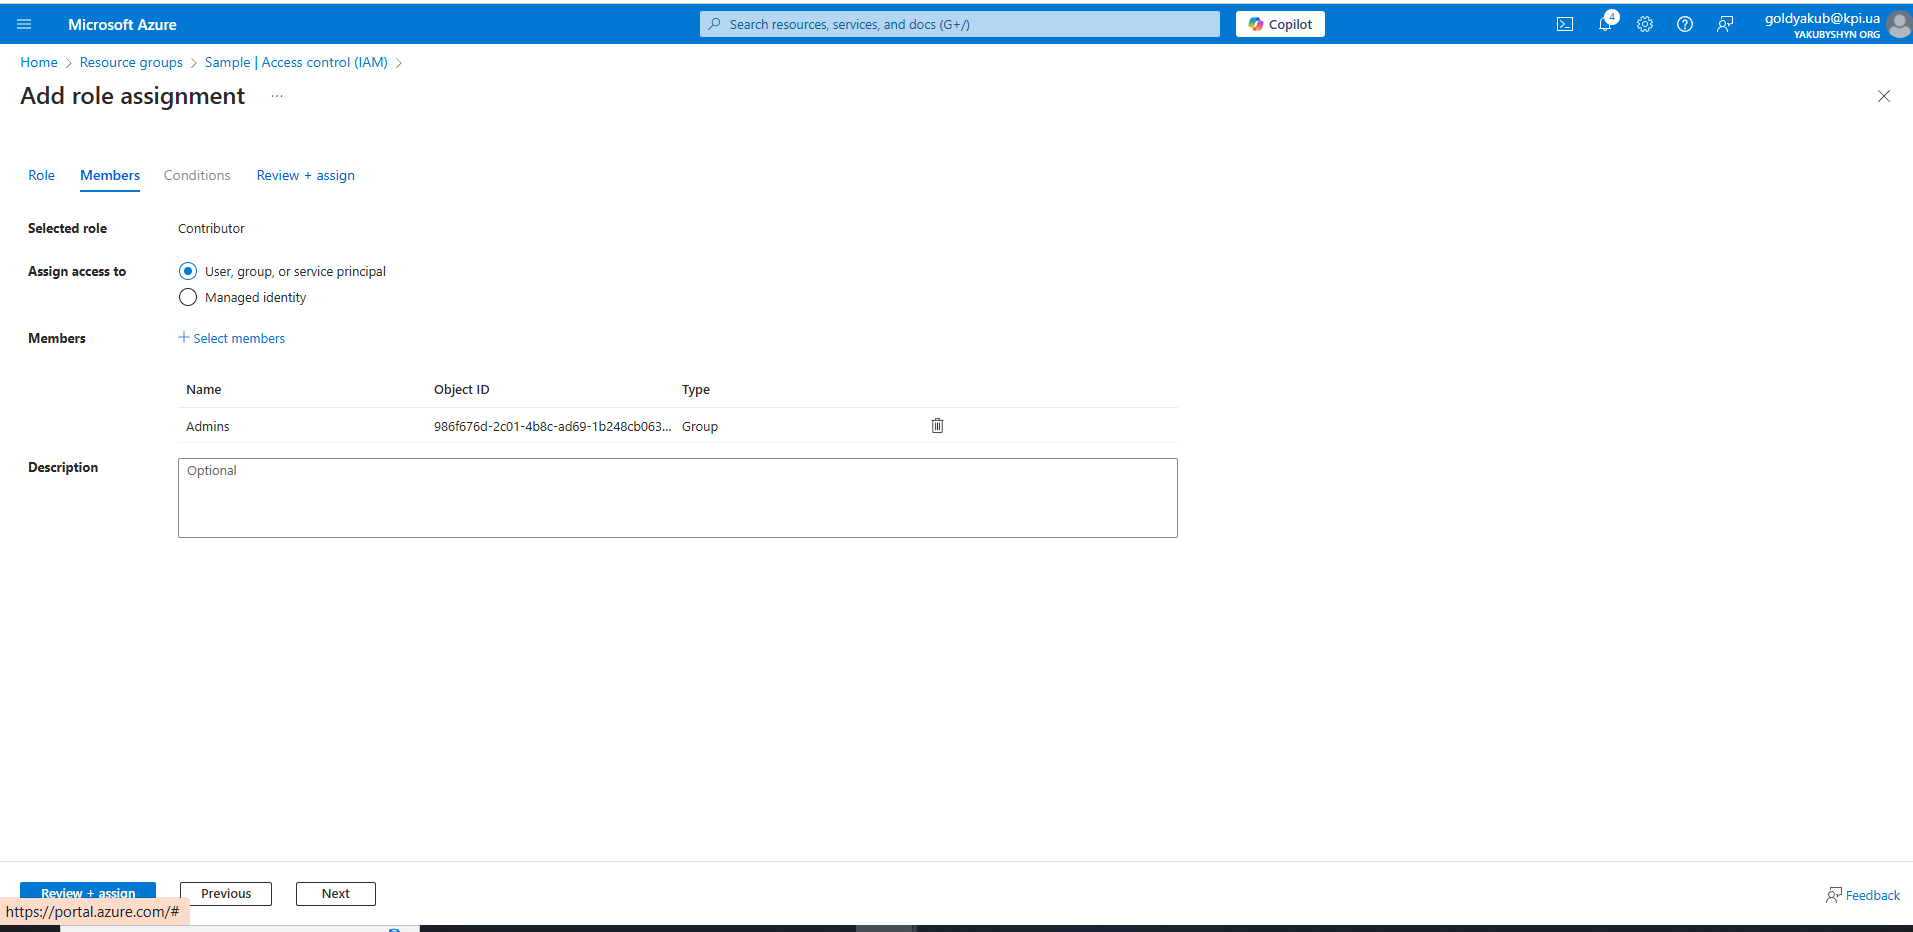 Microsoft Azure
Search resources, services, and docs (G+/)
Copilot
4
goldyakub@kpi.ua
YAKUBYSHYN ORG
Home > Resource groups > Sample | Access control (IAM) >
Add role assignment ...
Role Members Conditions Review + assign
Selected role Contributor
Assign access to User, group, or service principal
Managed identity
Members + Select members
Name Object ID Type
Admins 986f676d-2c01-4b8c-ad69-1b248cb063... Group
Description Optional
Review + assign Previous Next
Feedback
https://portal.azure.com/#